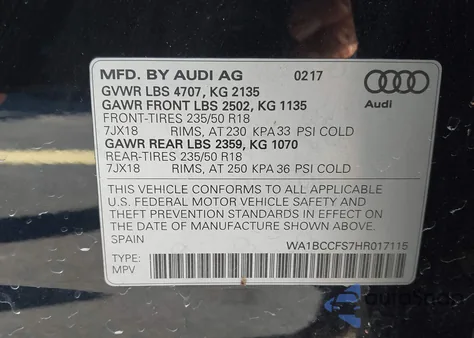 MFD. BY AUDI AG 0217
GVWR LBS 4707, KG 2135
GAWR FRONT LBS 2502, KG 1135
FRONT-TIRES 235/50 R18
7JX18 RIMS, AT 230 KPA 33 PSI COLD
GAWR REAR LBS 2359, KG 1070
REAR-TIRES 235/50 R18
7JX18 RIMS, AT 250 KPA 36 PSI COLD
Audi
THIS VEHICLE CONFORMS TO ALL APPLICABLE
U.S. FEDERAL MOTOR VEHICLE SAFETY AND
THEFT PREVENTION STANDARDS IN EFFECT ON
THE DATE OF MANUFACTURE SHOWN ABOVE.
SPAIN WA1BCCFS7HR017115
TYPE:
MPV